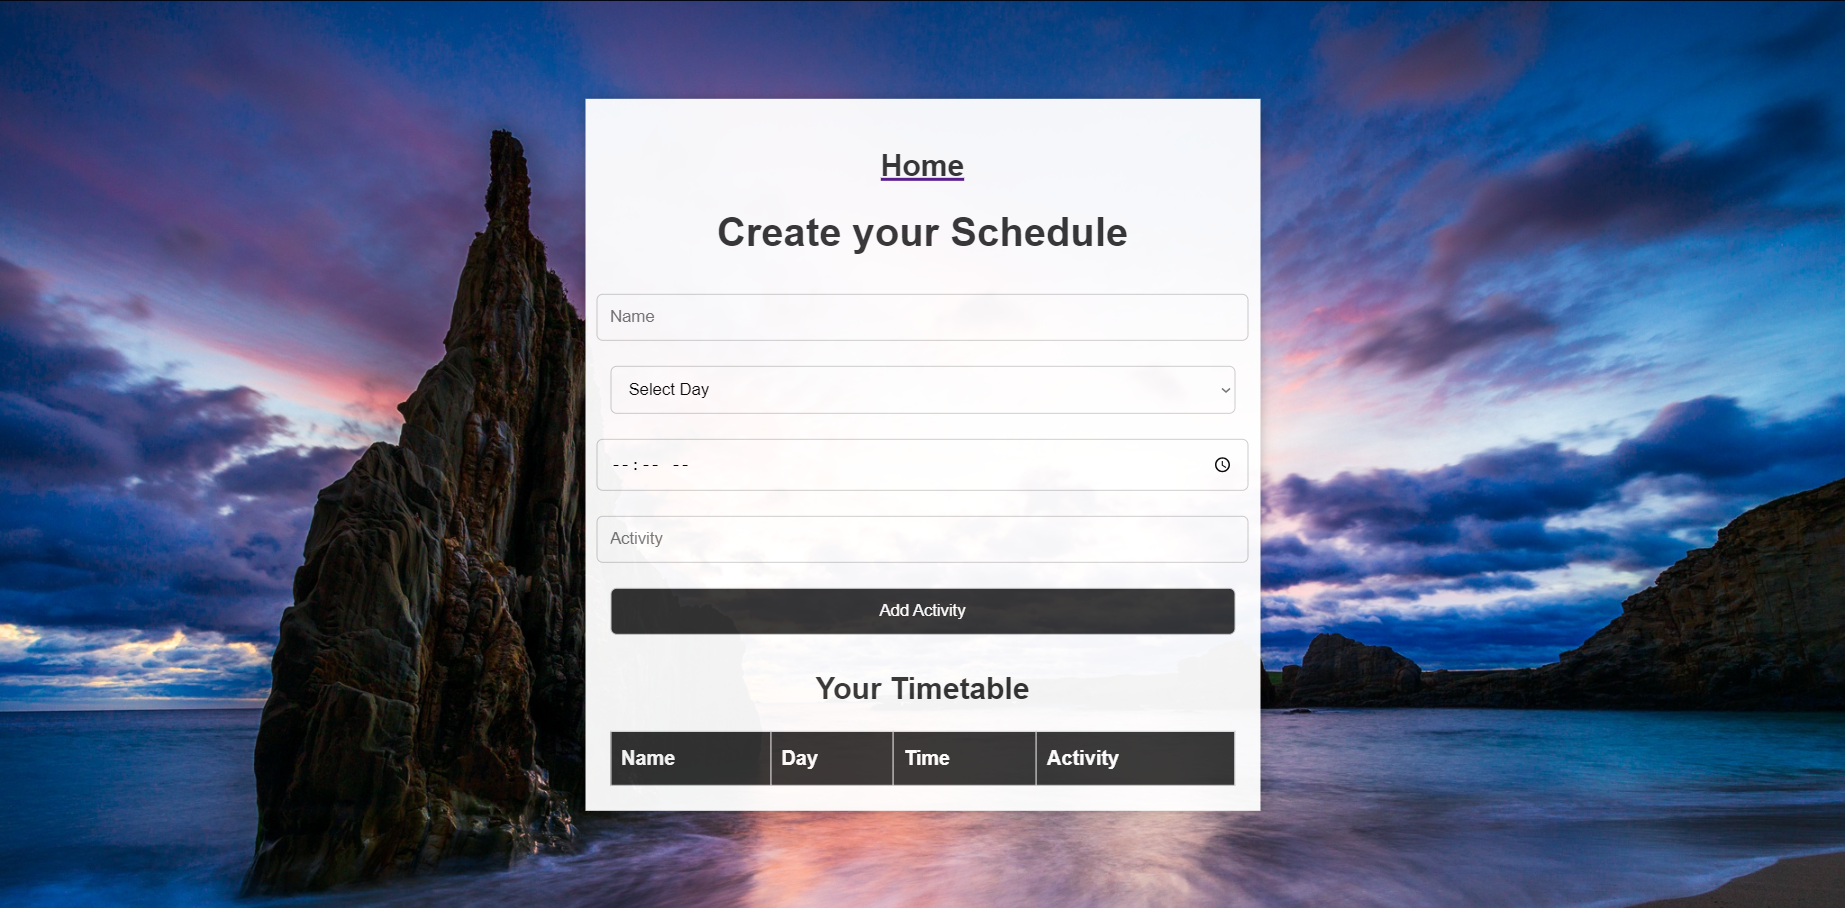 Home
Create your Schedule
Name
Select Day
--:-- --
Activity
Add Activity
Your Timetable
Name Day Time Activity